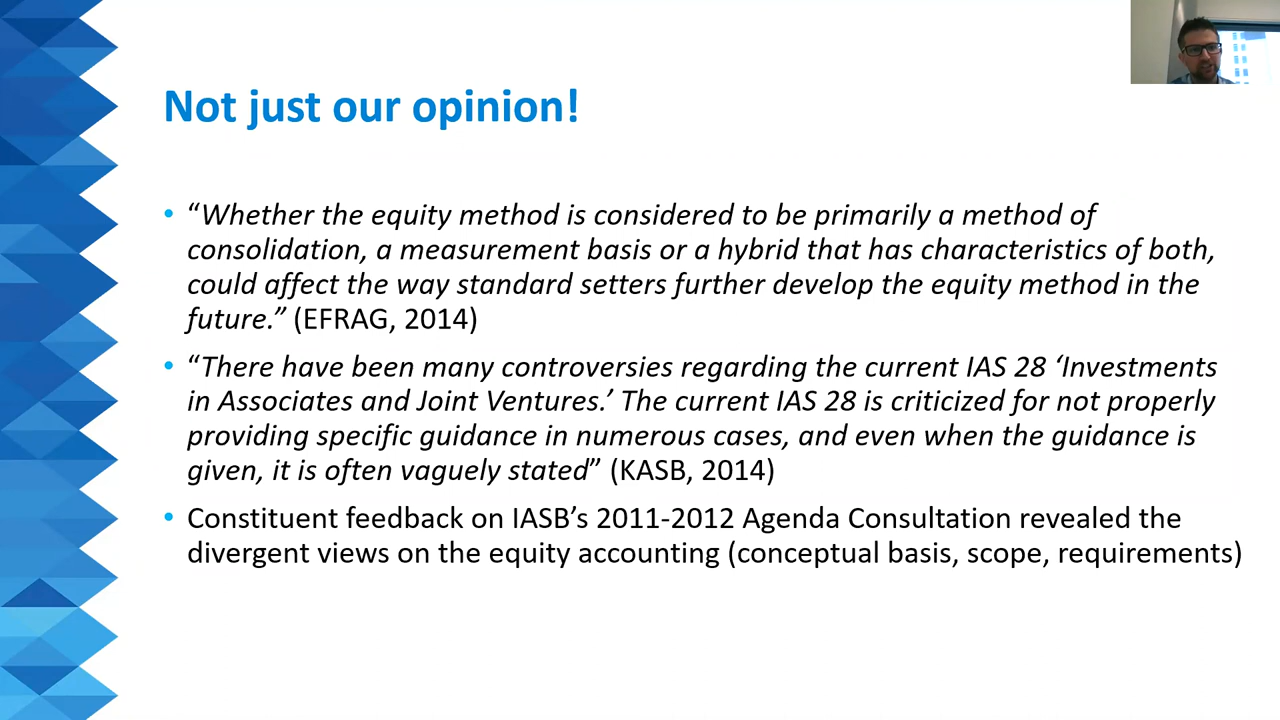 Not just our opinion!
• “Whether the equity method is considered to be primarily a method of
consolidation, a measurement basis or a hybrid that has characteristics of both,
could affect the way standard setters further develop the equity method in the
future.” (EFRAG, 2014)
• “There have been many controversies regarding the current IAS 28 ‘Investments
in Associates and Joint Ventures.’ The current IAS 28 is criticized for not properly
providing specific guidance in numerous cases, and even when the guidance is
given, it is often vaguely stated” (KASB, 2014)
• Constituent feedback on IASB’s 2011-2012 Agenda Consultation revealed the
divergent views on the equity accounting (conceptual basis, scope, requirements)